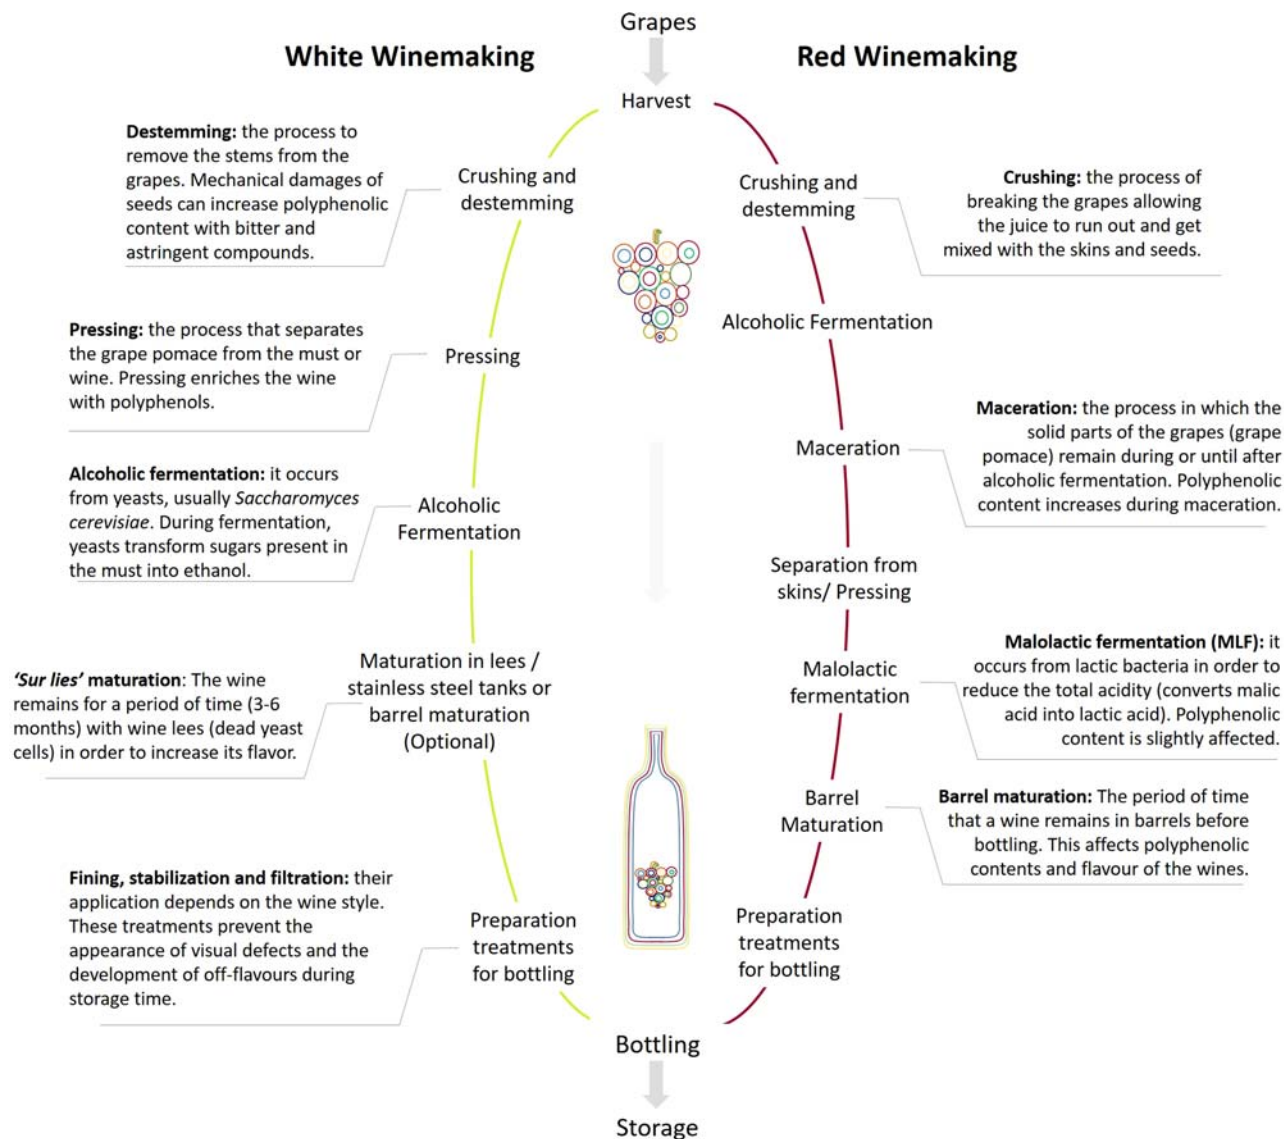 Grapes
White Winemaking
Red Winemaking
Harvest
Destemming: the process to
remove the stems from the
grapes. Mechanical damages of
seeds can increase polyphenolic
content with bitter and
astringent compounds.
Crushing and
destemming
Pressing: the process that separates
the grape pomace from the must or
wine. Pressing enriches the wine
with polyphenols.
Pressing
Alcoholic fermentation: it occurs
from yeasts, usually Saccharomyces
cerevisiae. During fermentation,
yeasts transform sugars present in
the must into ethanol.
Alcoholic
Fermentation
'Sur lies' maturation: The wine
remains for a period of time (3-6
months) with wine lees (dead yeast
cells) in order to increase its flavor.
Maturation in lees /
stainless steel tanks or
barrel maturation
(Optional)
Fining, stabilization and filtration: their
application depends on the wine style.
These treatments prevent the
appearance of visual defects and the
development of off-flavours during
storage time.
Preparation
treatments
for bottling
Crushing and
destemming
Crushing: the process of
breaking the grapes allowing
the juice to run out and get
mixed with the skins and seeds.
Alcoholic Fermentation
Maceration
Maceration: the process in which the
solid parts of the grapes (grape
pomace) remain during or until after
alcoholic fermentation. Polyphenolic
content increases during maceration.
Separation from
skins/ Pressing
Malolactic
fermentation
Malolactic fermentation (MLF): it
occurs from lactic bacteria in order to
reduce the total acidity (converts malic
acid into lactic acid). Polyphenolic
content is slightly affected.
Barrel
Maturation
Barrel maturation: The period of time
that a wine remains in barrels before
bottling. This affects polyphenolic
contents and flavour of the wines.
Preparation
treatments
for bottling
Bottling
Storage